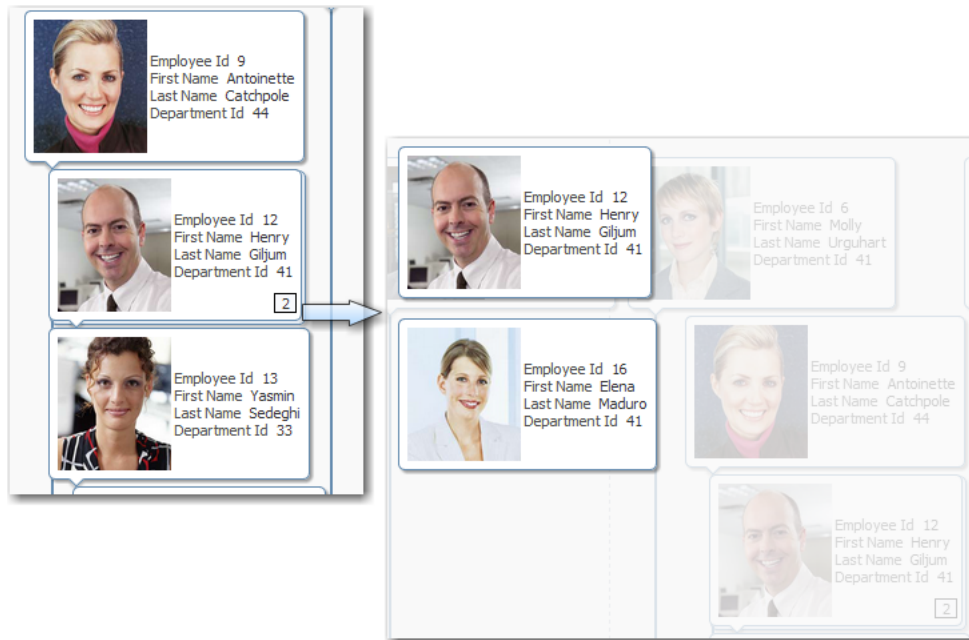 Employee Id 9
First Name Antoinette
Last Name Catchpole
Department Id 44
Employee Id 12
First Name Henry
Last Name Giljum
Department Id 41
2
Employee Id 13
First Name Yasmin
Last Name Sedeghi
Department Id 33
Employee Id 12
First Name Henry
Last Name Giljum
Department Id 41
Employee Id 6
First Name Molly
Last Name Urguhart
Department Id 41
Employee Id 16
First Name Elena
Last Name Maduro
Department Id 41
Employee Id 9
First Name Antoinette
Last Name Catchpole
Department Id 44
Employee Id 12
First Name Henry
Last Name Giljum
Department Id 41
2